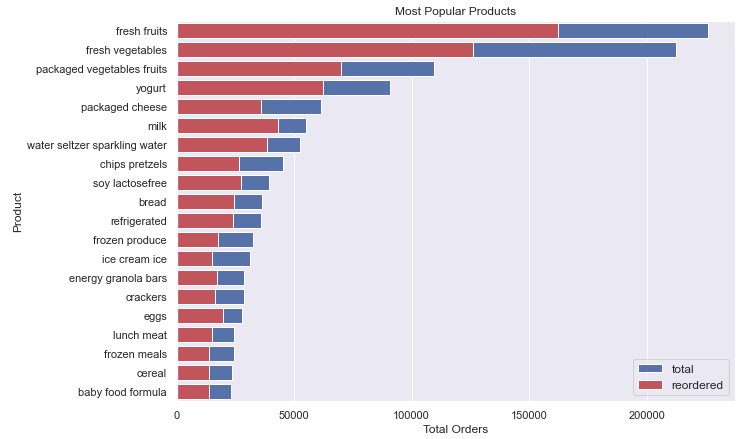 Most Popular Products
Product
fresh fruits
fresh vegetables
packaged vegetables fruits
yogurt
packaged cheese
milk
water seltzer sparkling water
chips pretzels
soy lactosefree
bread
refrigerated
frozen produce
ice cream ice
energy granola bars
crackers
eggs
lunch meat
frozen meals
cereal
baby food formula
total
reordered
0 50000 100000 150000 200000
Total Orders